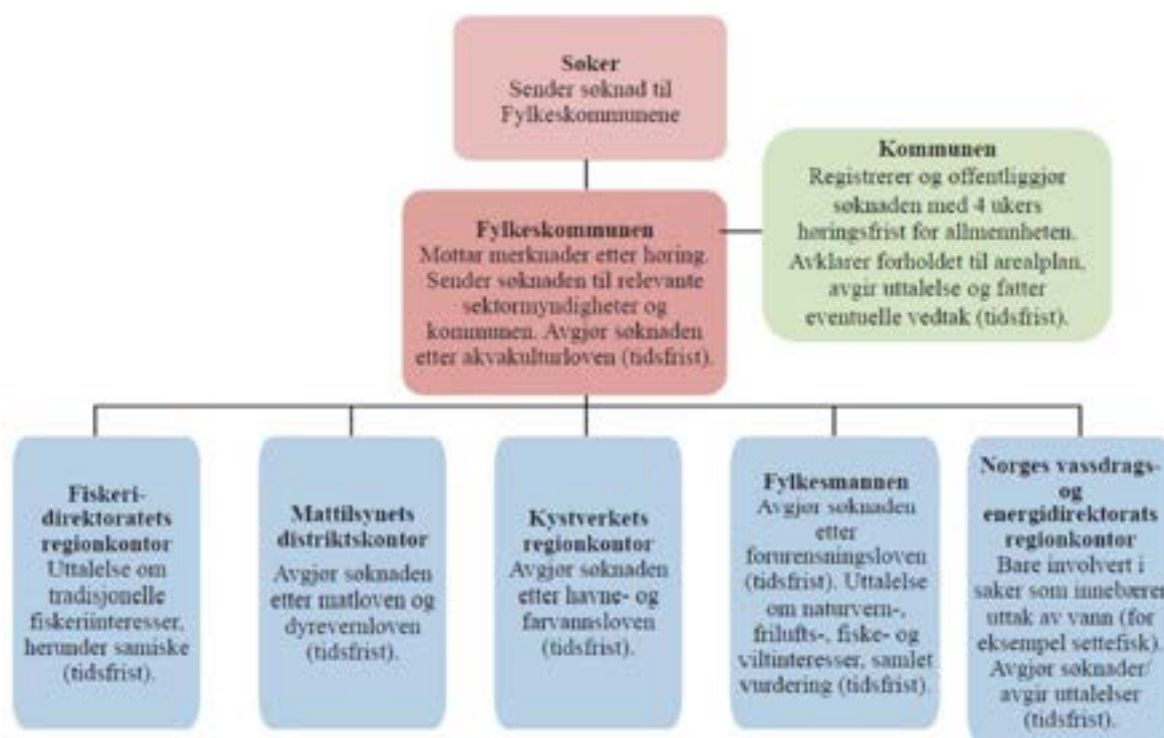 Søker
Sender søknad til
Fylkeskommunene
Kommunen
Registrerer og offentliggjør
søknaden med 4 ukers
høringsfrist for allmennheten.
Avklarer forholdet til arealplan,
avgir uttalelse og fatter
eventuelle vedtak (tidsfrist).
Fylkeskommunen
Mottar merknader etter høring.
Sender søknaden til relevante
sektormyndigheter og
kommunen. Avgjør søknaden
etter akvakulturloven (tidsfrist).
Fiskeri-
direktoratets
regionkontor
Uttalelse om
tradisjonelle
fiskeriinteresser,
herunder samiske
(tidsfrist).
Mattilsynets
distriktskontor
Avgjør søknaden
etter matloven og
dyrevernloven
(tidsfrist).
Kystverkets
regionkontor
Avgjør søknaden
etter havne- og
farvannsloven
(tidsfrist).
Fylkesmannen
Avgjør søknaden
etter
forurensningsloven
(tidsfrist). Uttalelse
om naturvern-,
frilufts-, fiske- og
viltinteresser, samlet
vurdering (tidsfrist).
Norges vassdrags-
og
energidirektorats
regionkontor
Bare involvert i
saker som innebærer
uttak av vann (for
eksempel settefisk).
Avgjør søknader/
avgir uttalelser
(tidsfrist).